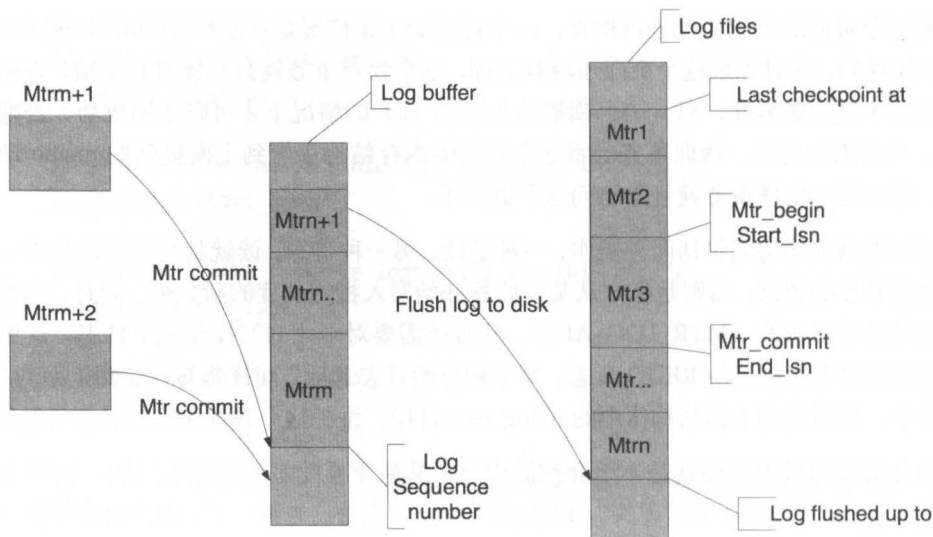 Log files
Log buffer
Last checkpoint at
Mtrm+1
Mtr1
Mtr2
Mtrn+1
Mtr_begin
Start_lsn
Mtr commit
Mtrn..
Flush log to disk
Mtr3
Mtrm+2
Mtr_commit
End_lsn
Mtrm
Mtr...
Mtr commit
Mtrn
Log
Sequence
number
Log flushed up to